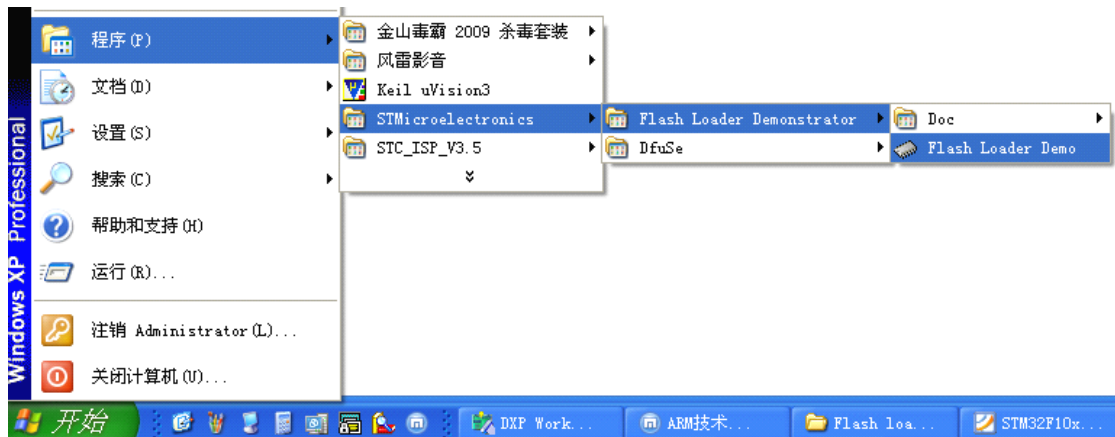 Windows XP Professional
程序(P)
文档(D)
设置(S)
搜索(C)
帮助和支持(H)
运行(R)...
注销 Administrator(L)...
关闭计算机(U)...
金山毒霸 2009 杀毒套装
风雷影音
Keil uVision3
STMicroelectronics
STC_ISP_V3.5
Flash Loader Demonstrator
DfuSe
Doc
Flash Loader Demo
开始
DXP Work...
ARM技术...
Flash loa...
STM32F10x...